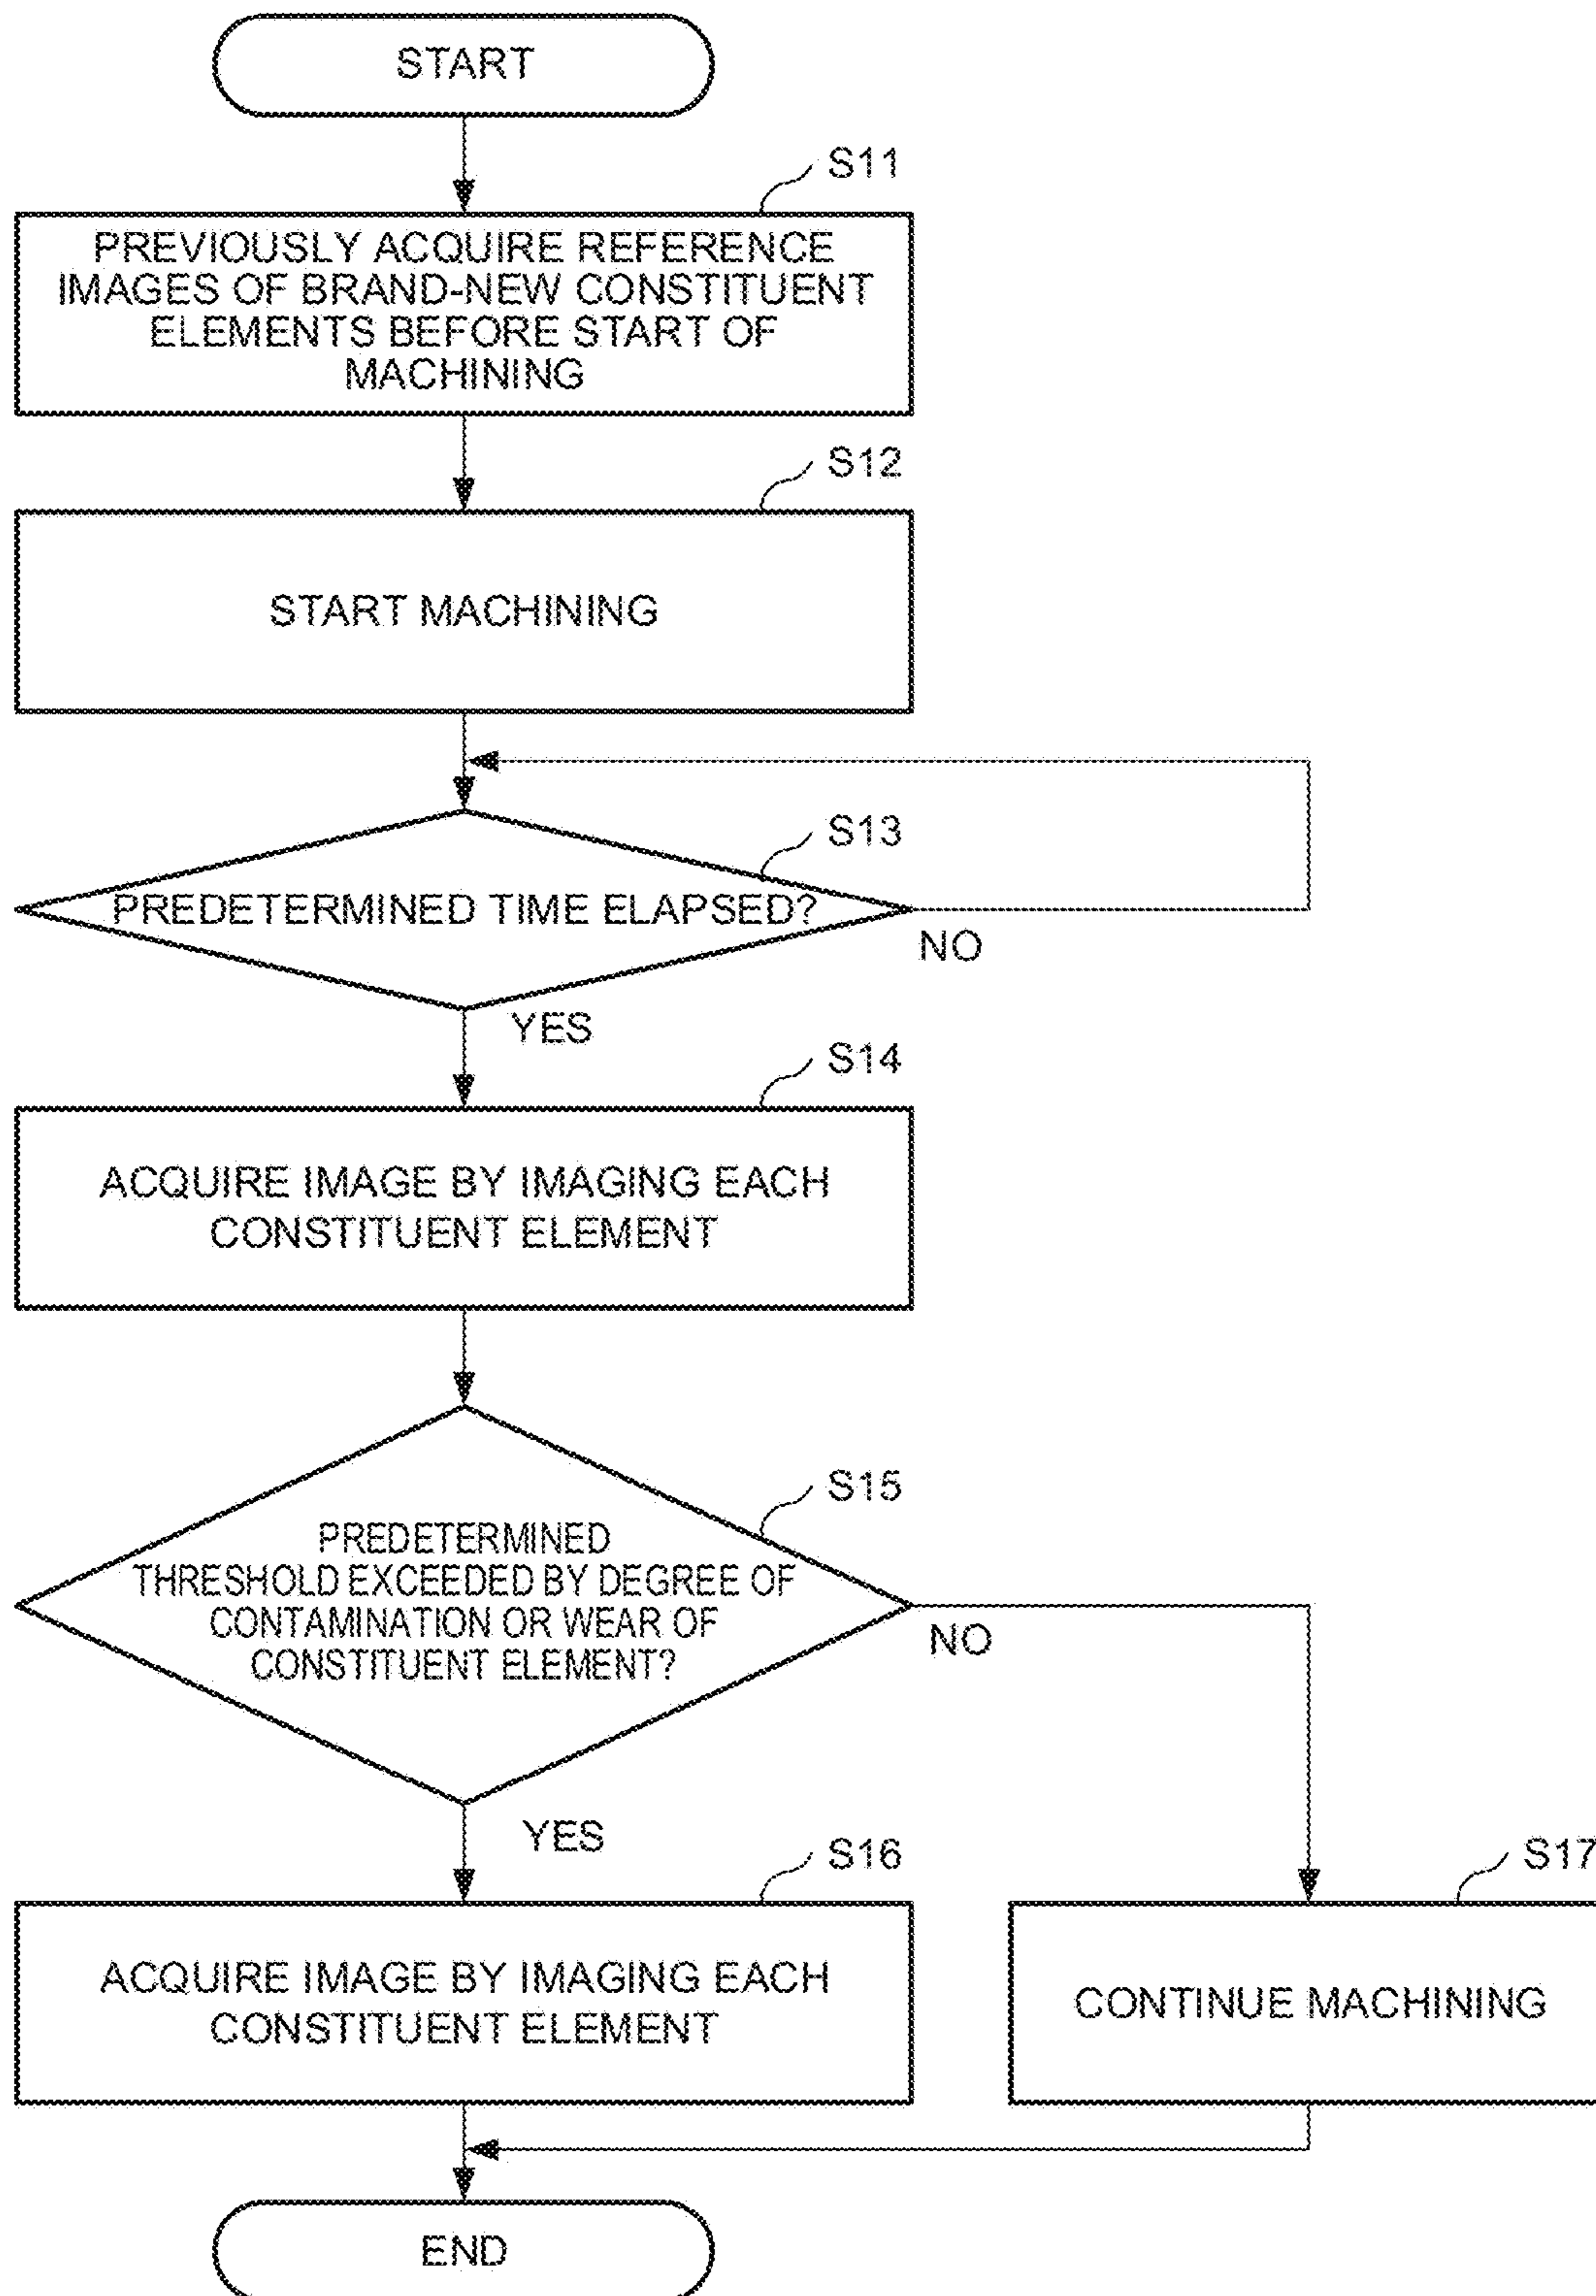 START
S11
PREVIOUSLY ACQUIRE REFERENCE
IMAGES OF BRAND-NEW CONSTITUENT
ELEMENTS BEFORE START OF
MACHINING
S12
START MACHINING
S13
PREDETERMINED TIME ELAPSED?
NO
YES
S14
ACQUIRE IMAGE BY IMAGING EACH
CONSTITUENT ELEMENT
S15
PREDETERMINED
THRESHOLD EXCEEDED BY DEGREE OF
CONTAMINATION OR WEAR OF
CONSTITUENT ELEMENT?
NO
YES
S16
S17
ACQUIRE IMAGE BY IMAGING EACH
CONSTITUENT ELEMENT
CONTINUE MACHINING
END